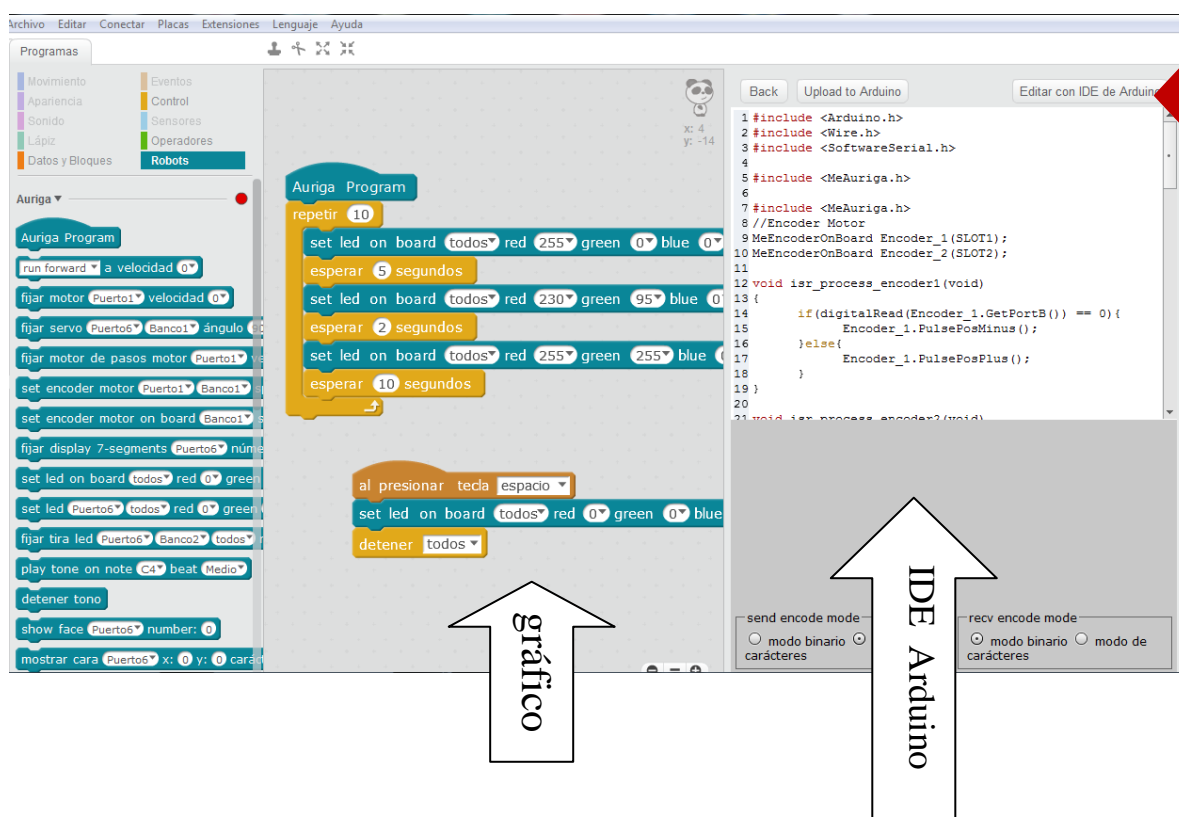 Archivo Editar Conectar Placas Extensiones Lenguaje Ayuda
Programas
Movimiento Eventos
Apariencia Control
Sonido Sensores
Lápiz Operadores
Datos y Bloques Robots
Auriga
Auriga Program
run forward a velocidad 0
fijar motor Puerto1 velocidad 0
fijar servo Puerto6 Banco1 ángulo
fijar motor de pasos motor Puerto1
set encoder motor Puerto1 Banco1
set encoder motor on board Banco1
fijar display 7-segments Puerto6
set led on board todos red 0 green
set led Puerto6 todos red 0 green
fijar tira led Puerto6 Banco2 todos
play tone on note C4 beat Medio
detener tono
show face Puerto6 number: 0
mostrar cara Puerto6 x: 0 y: 0
x: 4
y: -14
Auriga Program
repetir 10
set led on board todos red 255 green 0 blue 0
esperar 5 segundos
set led on board todos red 230 green 95 blue 0
esperar 2 segundos
set led on board todos red 255 green 255 blue
esperar 10 segundos
al presionar tecla espacio
set led on board todos red 0 green 0 blue
detener todos
Back Upload to Arduino Editar con IDE de Arduino
1 #include <Arduino.h>
2 #include <Wire.h>
3 #include <SoftwareSerial.h>
4
5 #include <MeAuriga.h>
6
7 #include <MeAuriga.h>
8 //Encoder Motor
9 MeEncoderOnBoard Encoder_1(SLOT1);
10 MeEncoderOnBoard Encoder_2(SLOT2);
11
12 void isr_process_encoder1(void)
13 {
14 if(digitalRead(Encoder_1.GetPortB()) == 0){
15 Encoder_1.PulsePosMinus();
16 }else{
17 Encoder_1.PulsePosPlus();
18 }
19 }
20
21 void isr_process_encoder2(void)
send encode mode
modo binario
carácteres
recv encode mode
modo binario modo de
carácteres
gráfico
IDE Arduino